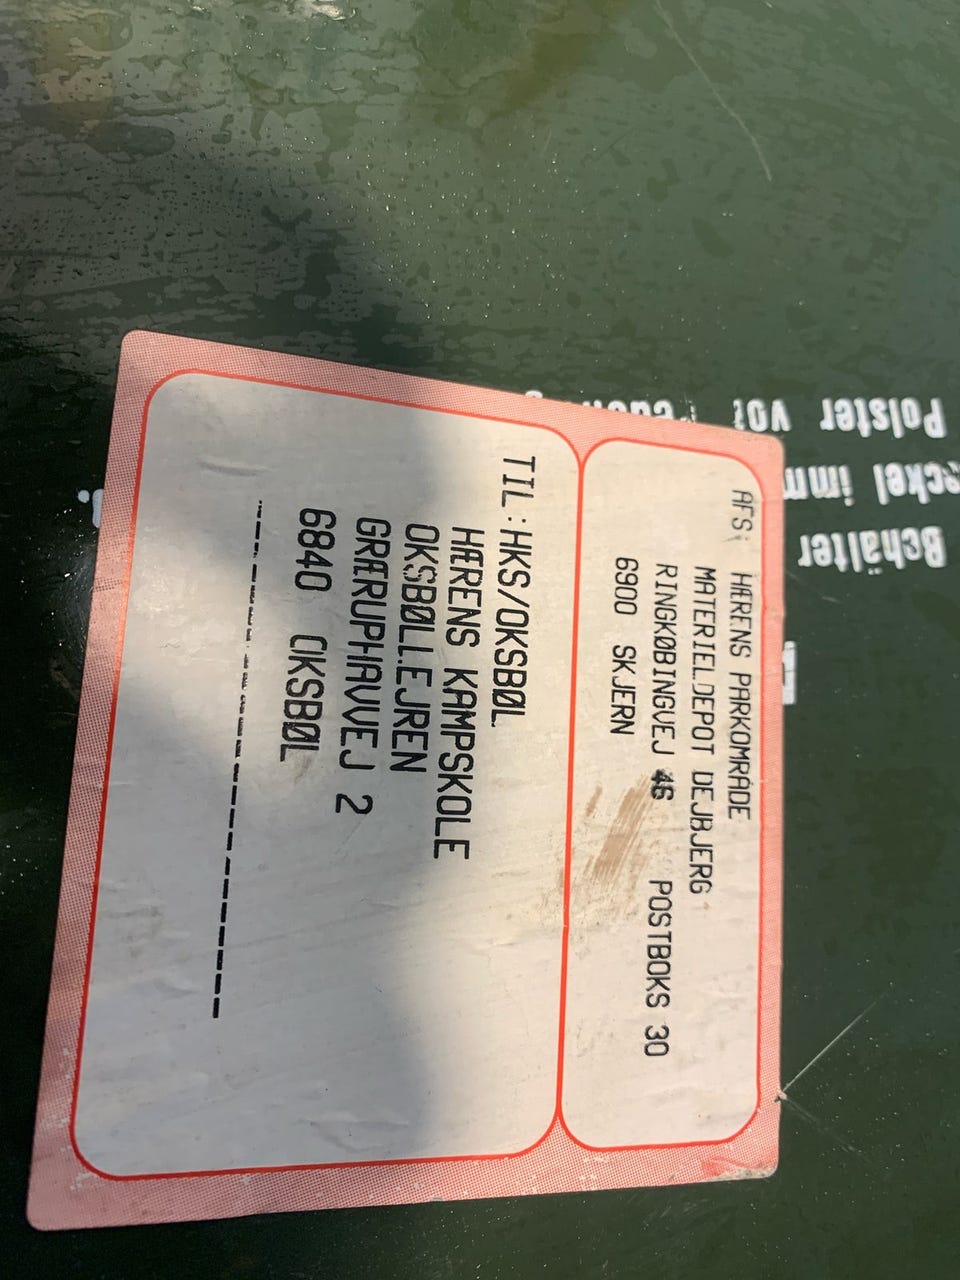 AFS: HÆRENS PARKOMRÅDE
MATERIELDEPOT DEJBJERG
RINGKØBINGVEJ 46 POSTBOKS 30
6900 SKJERN
TIL:HKS/OKSBØL
HÆRENS KAMPSKOLE
OKSBØLLEJREN
GRÆRUPHAVVEJ 2
6840 OKSBØL
Behälter
Polster vor